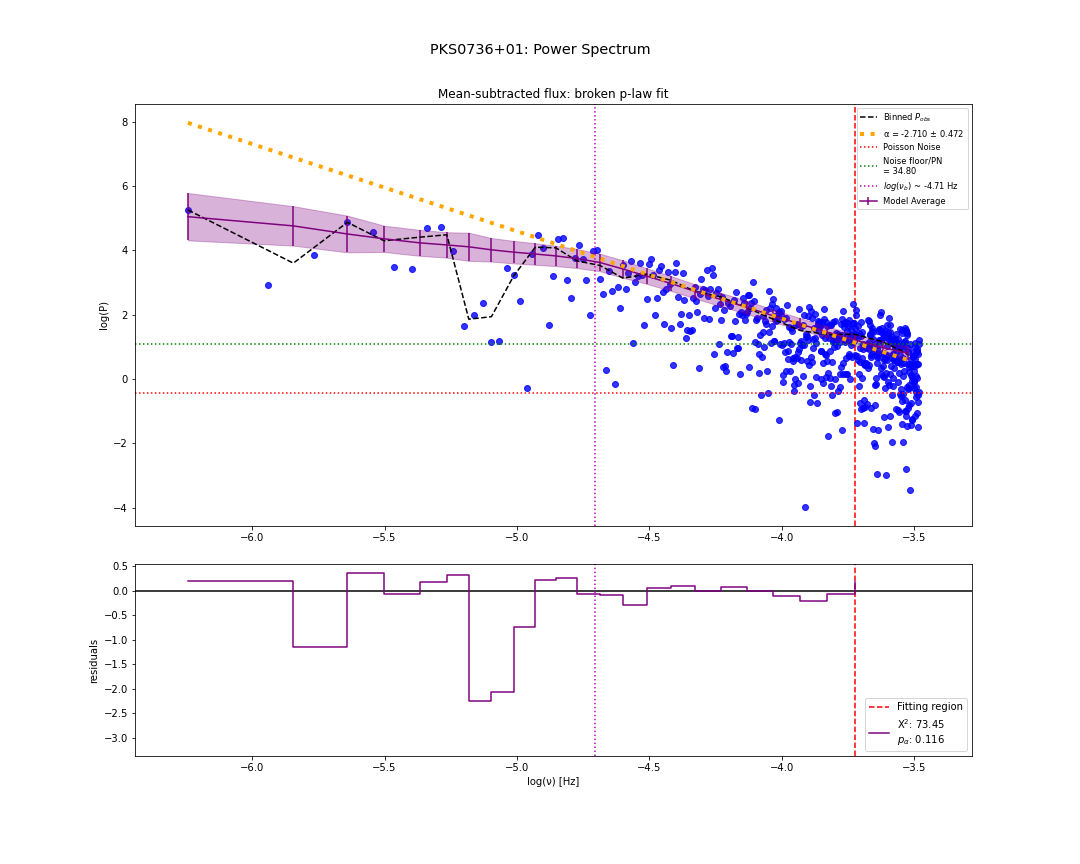 PKS0736+01: Power Spectrum
Mean-subtracted flux: broken p-law fit
Binned P_obs
α = -2.710 ± 0.472
Poisson Noise
Noise floor/PN
= 34.80
log(ν_b) ~ -4.71 Hz
Model Average
log(P)
8
6
4
2
0
−2
−4
−6.0 −5.5 −5.0 −4.5 −4.0 −3.5
residuals
0.5
0.0
−0.5
−1.0
−1.5
−2.0
−2.5
−3.0
Fitting region
X²: 73.45
p_α: 0.116
−6.0 −5.5 −5.0 −4.5 −4.0 −3.5
log(ν) [Hz]